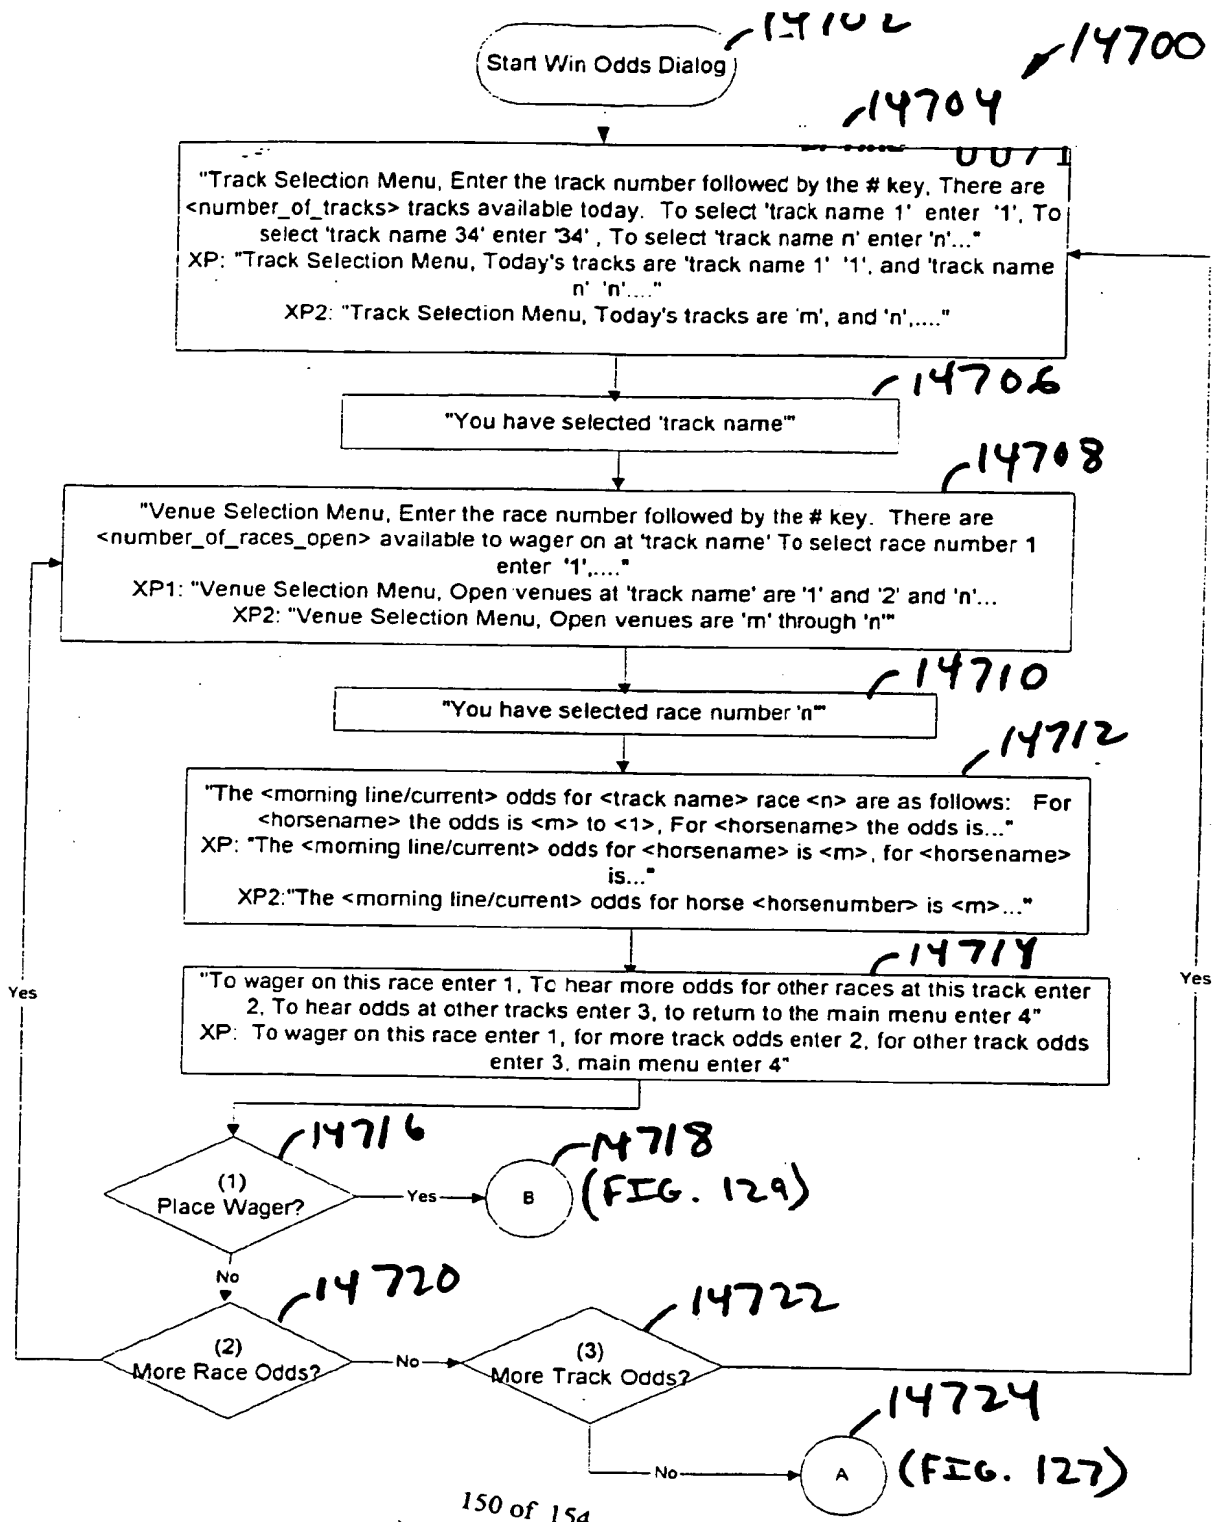 14702
14700
Start Win Odds Dialog
14704
0071
"Track Selection Menu, Enter the track number followed by the # key, There are
<number_of_tracks> tracks available today. To select 'track name 1' enter '1', To
select 'track name 34' enter '34' , To select 'track name n' enter 'n'..."
XP: "Track Selection Menu, Today's tracks are 'track name 1' '1', and 'track name
n' 'n'...."
XP2: "Track Selection Menu, Today's tracks are 'm', and 'n',...."
14706
"You have selected 'track name'"
14708
"Venue Selection Menu, Enter the race number followed by the # key. There are
<number_of_races_open> available to wager on at 'track name' To select race number 1
enter '1',...."
XP1: "Venue Selection Menu, Open venues at 'track name' are '1' and '2' and 'n'...
XP2: "Venue Selection Menu, Open venues are 'm' through 'n'"
14710
"You have selected race number 'n'"
14712
"The <morning line/current> odds for <track name> race <n> are as follows: For
<horsename> the odds is <m> to <1>, For <horsename> the odds is..."
XP: "The <morning line/current> odds for <horsename> is <m>, for <horsename>
is..."
XP2:"The <morning line/current> odds for horse <horsenumber> is <m>..."
14714
"To wager on this race enter 1, To hear more odds for other races at this track enter
2, To hear odds at other tracks enter 3, to return to the main menu enter 4"
XP: To wager on this race enter 1, for more track odds enter 2, for other track odds
enter 3, main menu enter 4"
Yes
Yes
14716
(1)
Place Wager?
Yes
B
14718
(FIG. 129)
No
14720
(2)
More Race Odds?
No
14722
(3)
More Track Odds?
No
14724
A
(FIG. 127)
150 of 154